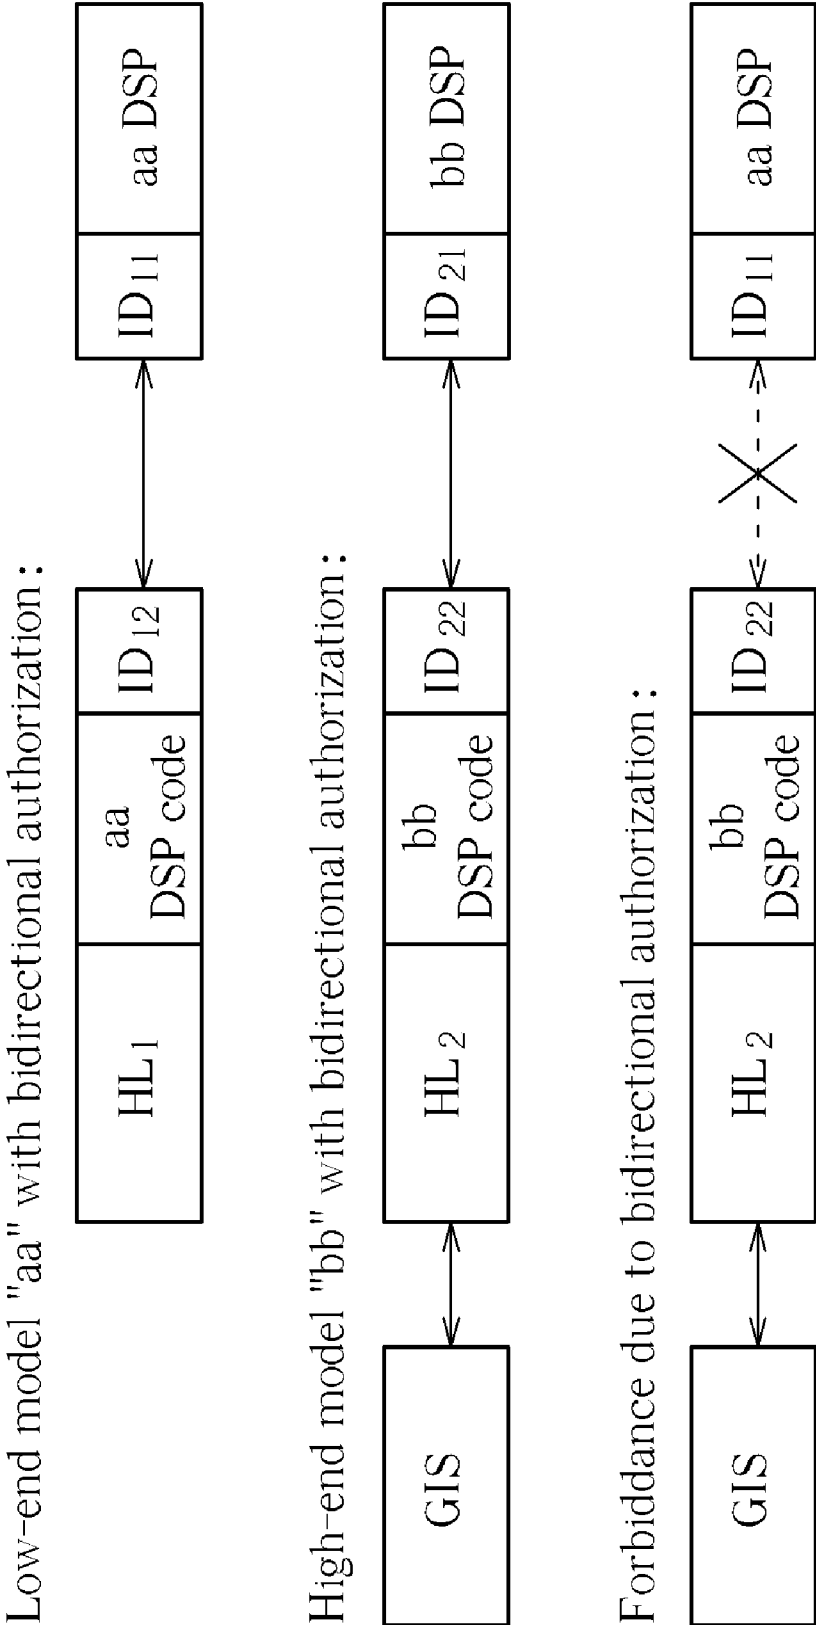 Low-end model "aa" with bidirectional authorization:
HL1
aa
DSP code
ID12
ID11
aa DSP
High-end model "bb" with bidirectional authorization:
GIS
HL2
bb
DSP code
ID22
ID21
bb DSP
Forbiddance due to bidirectional authorization:
GIS
HL2
bb
DSP code
ID22
ID11
aa DSP